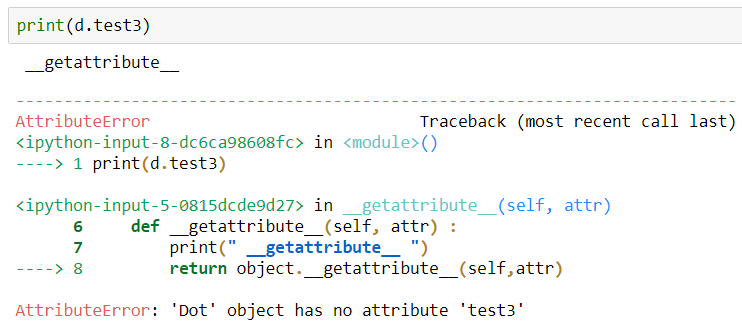 print(d.test3)
__getattribute__
---------------------------------------------------------------------------
AttributeError                            Traceback (most recent call last)
<ipython-input-8-dc6ca98608fc> in <module>()
----> 1 print(d.test3)
<ipython-input-5-0815dcde9d27> in __getattribute__(self, attr)
      6     def __getattribute__(self, attr) :
      7         print(" __getattribute__ ")
----> 8         return object.__getattribute__(self,attr)
AttributeError: 'Dot' object has no attribute 'test3'